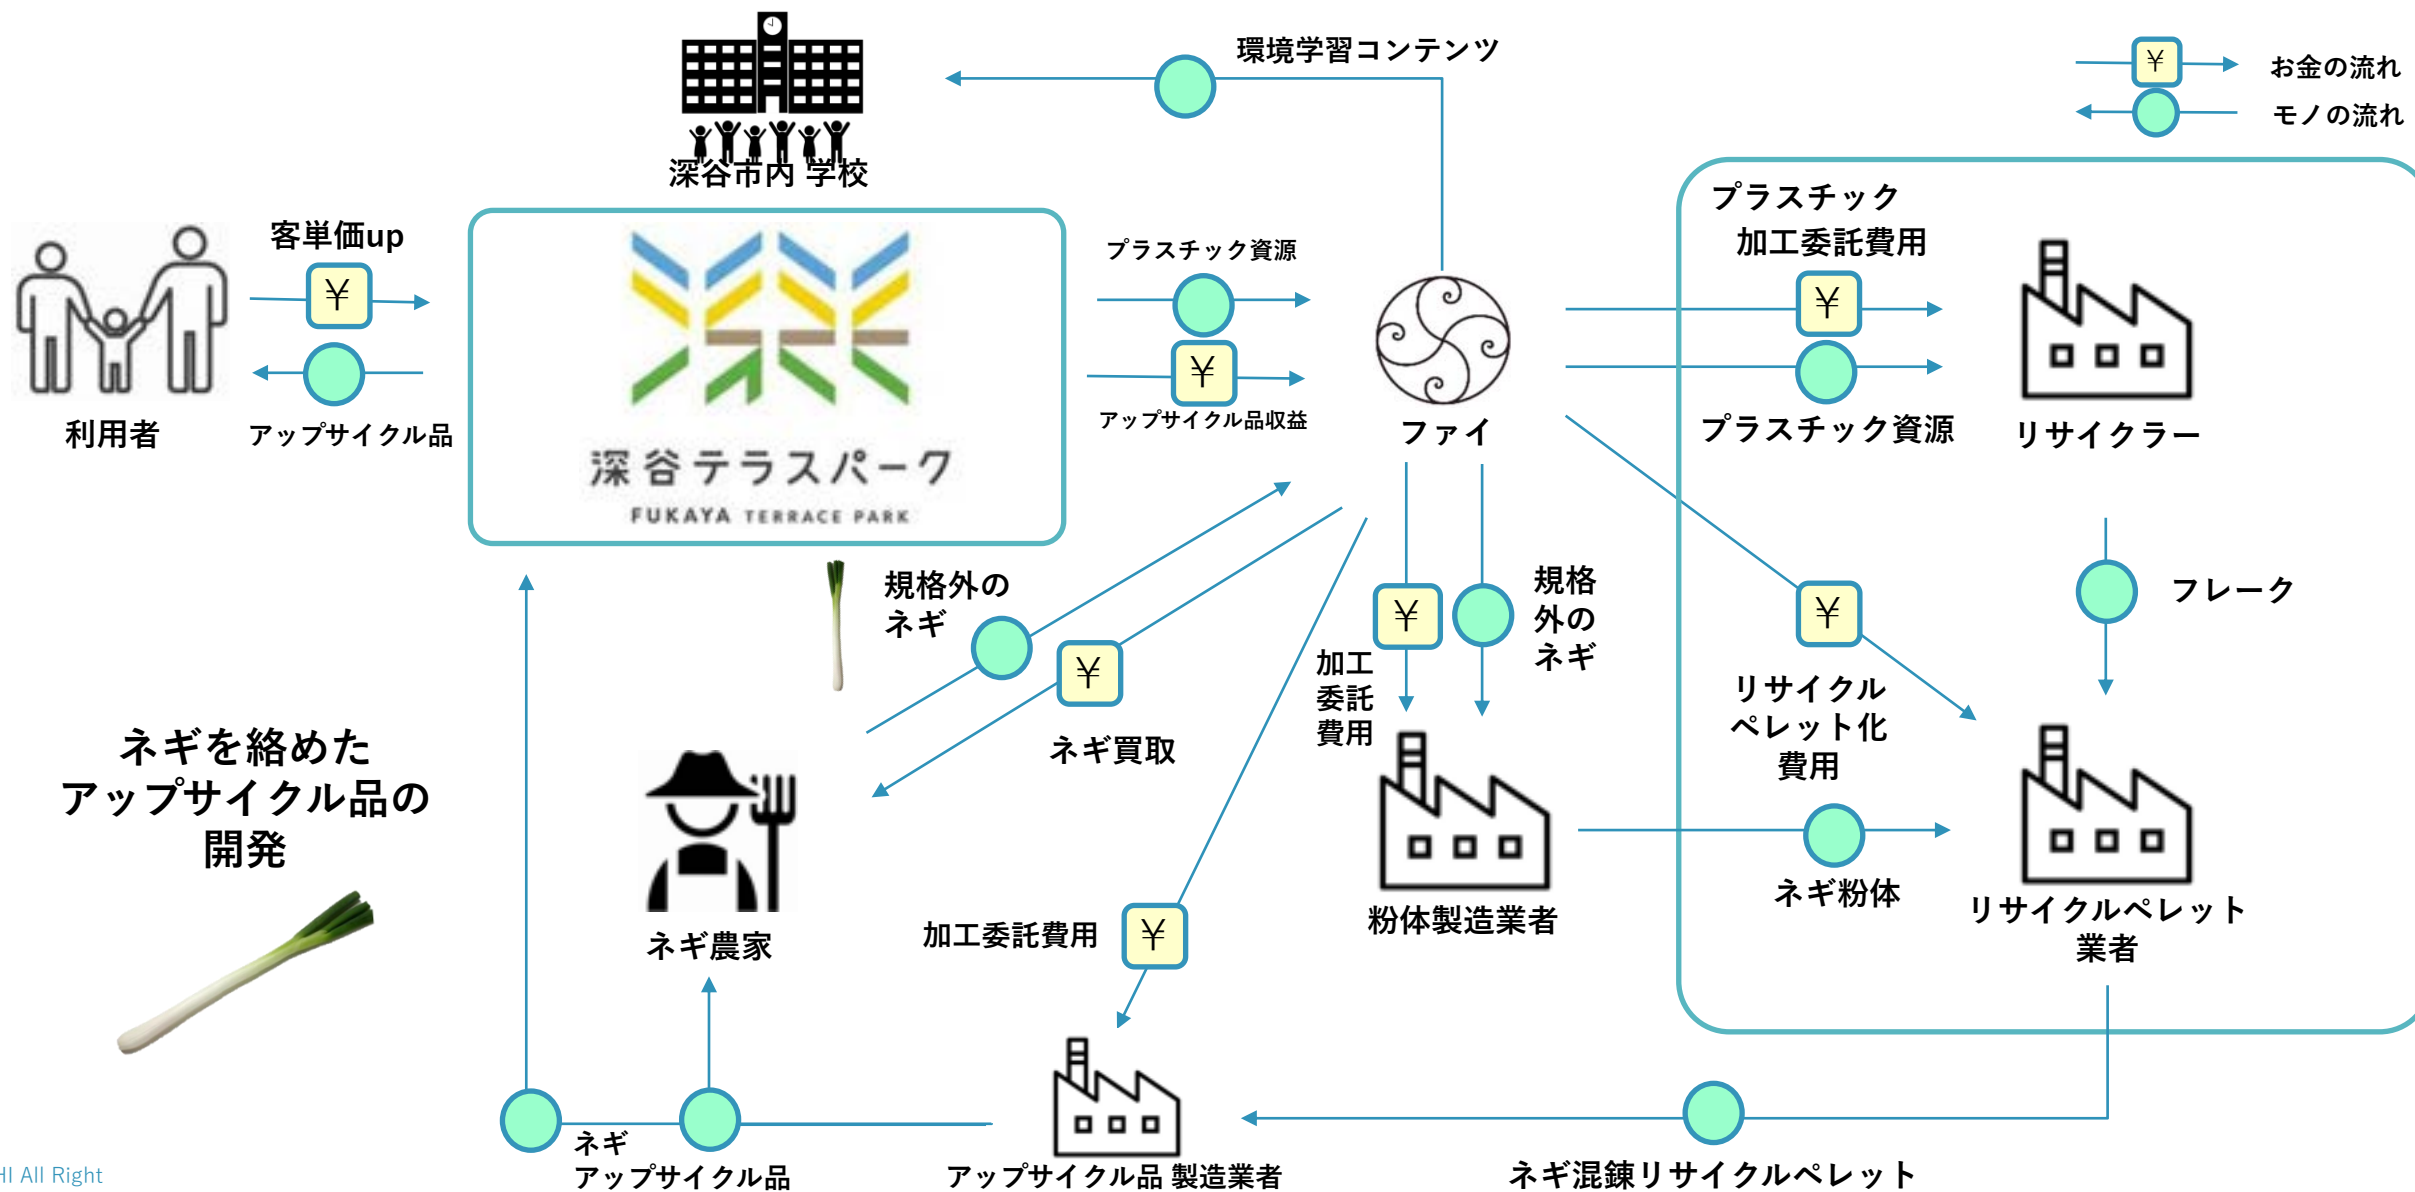 環境学習コンテンツ
¥
お金の流れ
モノの流れ
深谷市内 学校
客単価up
¥
アップサイクル品
利用者
深谷テラスパーク
FUKAYA TERRACE PARK
プラスチック資源
¥
アップサイクル品収益
ファイ
プラスチック
加工委託費用
¥
プラスチック資源
リサイクラー
規格外の
ネギ
¥
ネギ買取
¥
加工
委託
費用
規格
外の
ネギ
¥
リサイクル
ペレット化
費用
フレーク
ネギを絡めた
アップサイクル品の
開発
ネギ農家
加工委託費用
¥
粉体製造業者
ネギ粉体
リサイクルペレット
業者
ネギ
アップサイクル品
アップサイクル品 製造業者
ネギ混錬リサイクルペレット
HI All Right